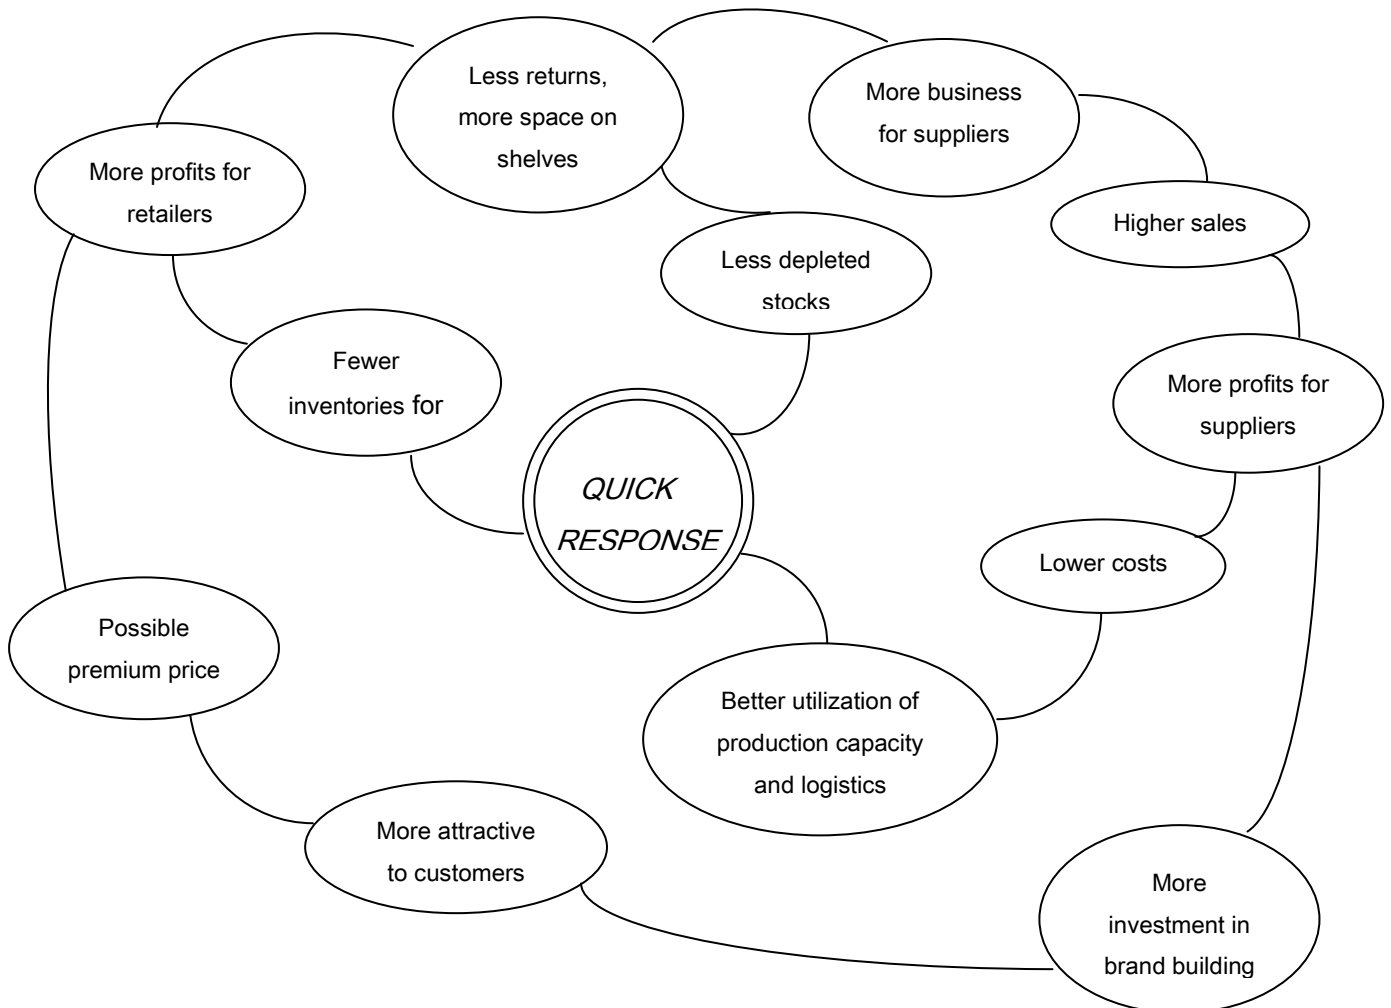 Less returns,
more space on
shelves
More business
for suppliers
More profits for
retailers
Higher sales
Less depleted
stocks
Fewer
inventories for
More profits for
suppliers
QUICK
RESPONSE
Lower costs
Possible
premium price
Better utilization of
production capacity
and logistics
More attractive
to customers
More
investment in
brand building